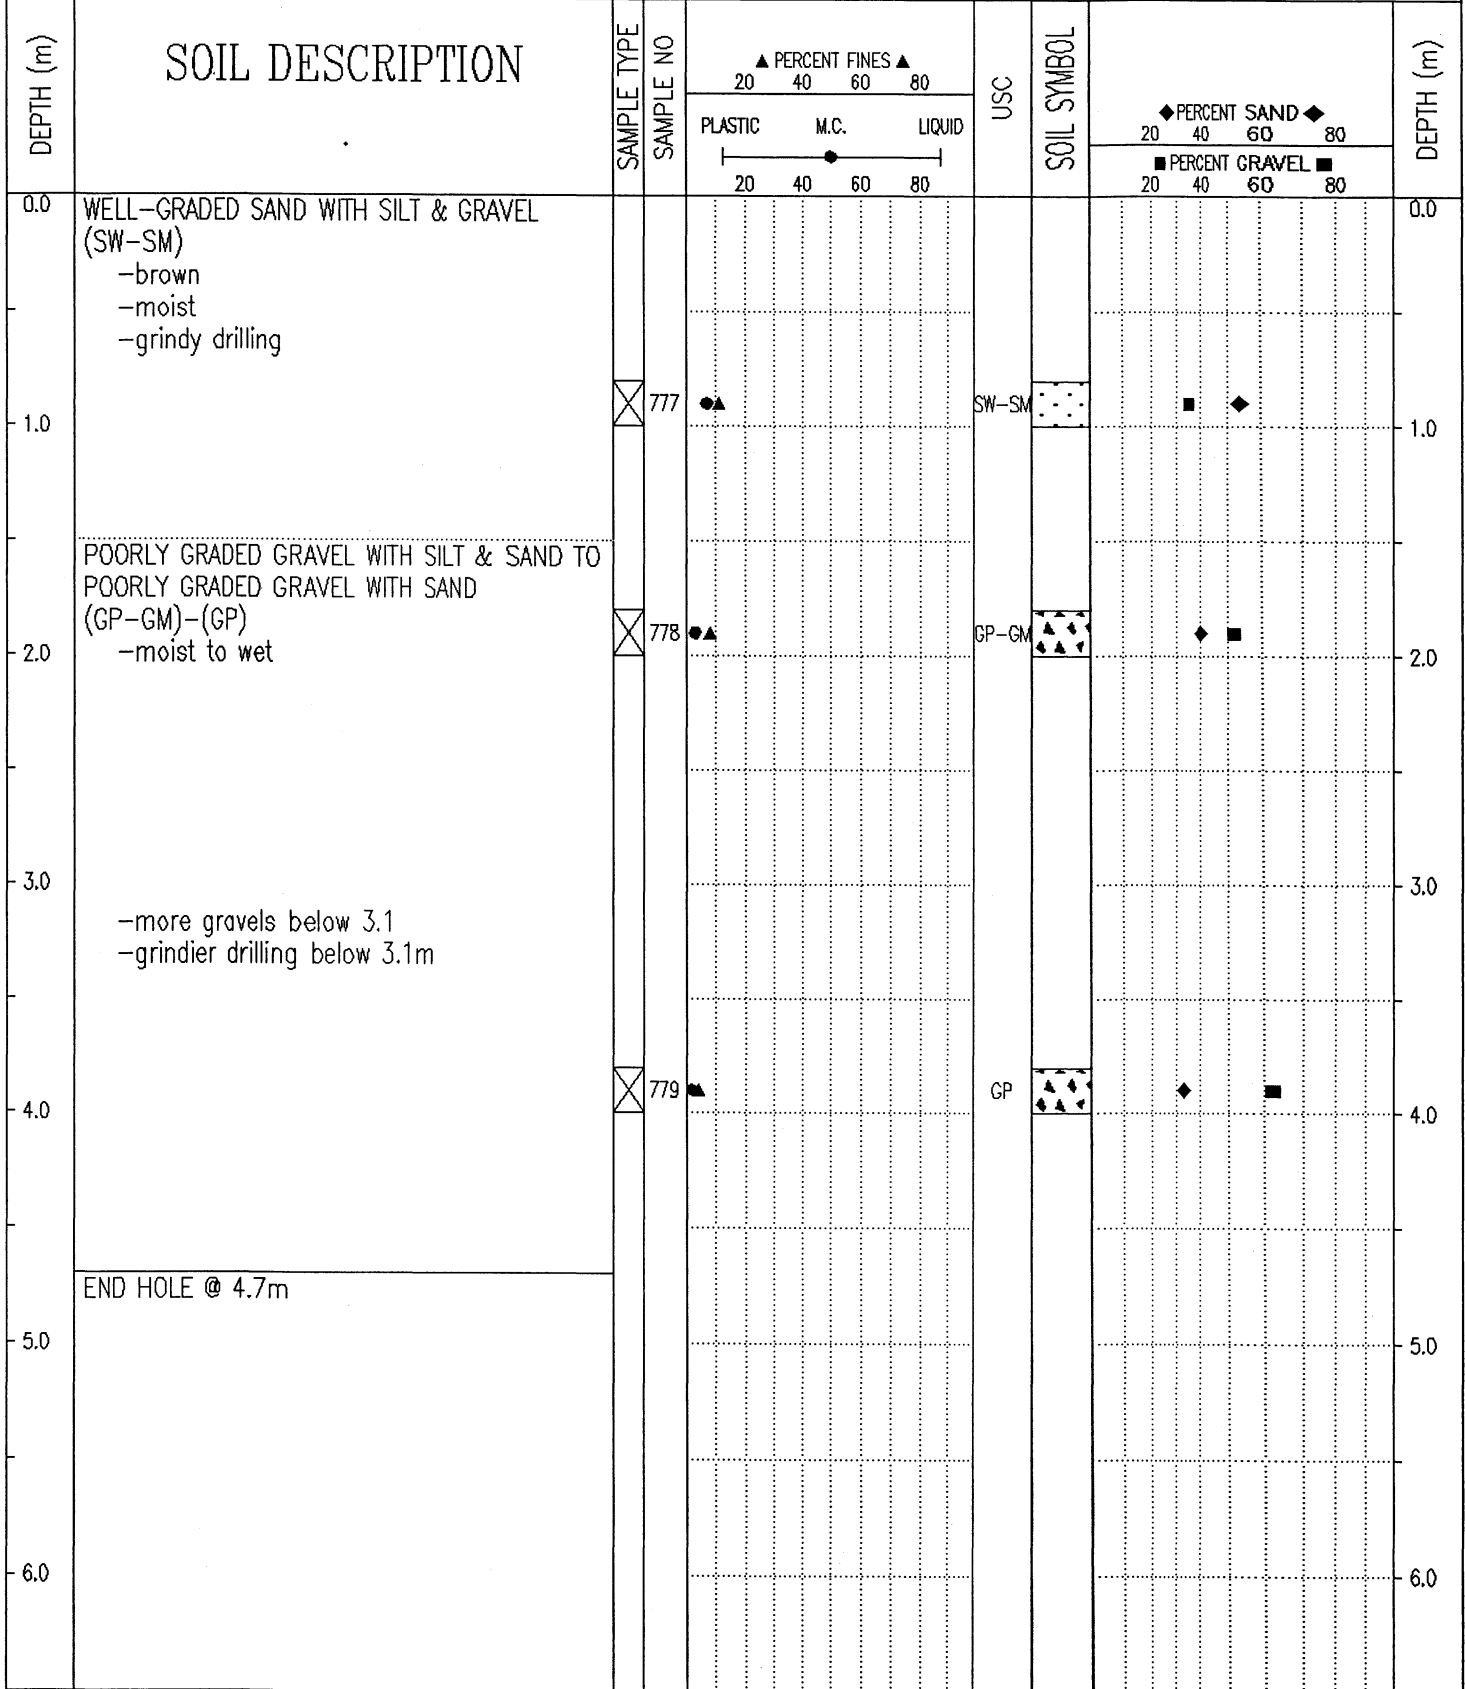 DEPTH (m)
SOIL DESCRIPTION
SAMPLE TYPE
SAMPLE NO
▲ PERCENT FINES ▲
20 40 60 80
PLASTIC M.C. LIQUID
20 40 60 80
USC
SOIL SYMBOL
◆PERCENT SAND◆
20 40 60 80
■PERCENT GRAVEL■
20 40 60 80
DEPTH (m)
0.0
WELL-GRADED SAND WITH SILT & GRAVEL
0.0
(SW-SM)
-brown
-moist
-grindy drilling
777
SW-SM
1.0
1.0
POORLY GRADED GRAVEL WITH SILT & SAND TO
POORLY GRADED GRAVEL WITH SAND
(GP-GM)-(GP)
778
GP-GM
2.0
-moist to wet
2.0
3.0
3.0
-more gravels below 3.1
-grindier drilling below 3.1m
779
GP
4.0
4.0
END HOLE @ 4.7m
5.0
5.0
6.0
6.0